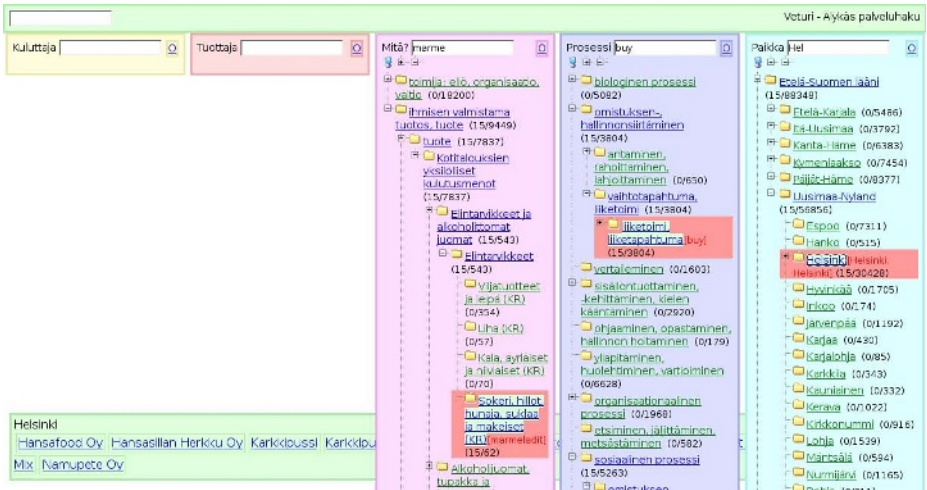 Veturi - Älykäs palveluhaku
Kuluttaja
O
Tuottaja
O
Mitä? marme
O
toimija: eliö, organisaatio,
valtio (0/18200)
ihmisen valmistama
tuotos, tuote (15/9449)
tuote (15/7837)
Kotitalouksien
yksilölliset
kulutusmenot
(15/7837)
Elintarvikkeet ja
alkoholittomat
juomat (15/543)
Elintarvikkeet
(15/543)
Viljatuotteet
ja leipä (KR)
(0/354)
Liha (KR)
(0/57)
Kala, äyriäiset
ja nilviäiset (KR)
(0/70)
Sokeri, hillot,
hunaja, suklaa
ja makeiset
(KR)[marmeladit]
(15/62)
Alkoholijuomat,
tupakka ja
Prosessi buy
O
biologinen prosessi
(0/5082)
omistuksen-,
hallinnonsiirtäminen
(15/3804)
antaminen,
rahoittaminen,
lahjoittaminen (0/650)
vaihtotapahtuma,
liiketoimi (15/3804)
liiketoimi,
liiketapahtuma[buy]
(15/3804)
vertaileminen (0/1603)
sisällöntuottaminen,
-kehittäminen, kielen
kääntäminen (0/2920)
ohjaaminen, opastaminen,
hallinnon hoitaminen (0/179)
ylläpitäminen,
huolehtiminen, vartioiminen
(0/6628)
organisaationaalinen
prosessi (0/1968)
etsiminen, jäljittäminen,
metsästäminen (0/582)
sosiaalinen prosessi
(15/5263)
omistuksen
Paikka Hel
O
Etelä-Suomen lääni
(15/88348)
Etelä-Karjala (0/5486)
Itä-Uusimaa (0/3792)
Kanta-Häme (0/6383)
Kymenlaakso (0/7454)
Päijät-Häme (0/8377)
Uusimaa-Nyland
(15/56856)
Espoo (0/7311)
Hanko (0/515)
Helsinki[Helsinki,
Helsinki] (15/30428)
Hyvinkää (0/1705)
Inkoo (0/174)
Järvenpää (0/1192)
Karjaa (0/430)
Karjalohja (0/85)
Karkkila (0/343)
Kauniainen (0/332)
Kerava (0/1022)
Kirkkonummi (0/916)
Lohja (0/1539)
Mäntsälä (0/594)
Nurmijärvi (0/1165)
Helsinki
Hansafood Oy Hansasillan Herkku Oy Karkkibussi Karkkipu
Mix Namupete Oy